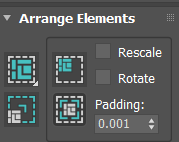 Arrange Elements
Rescale
Rotate
Padding:
0.001